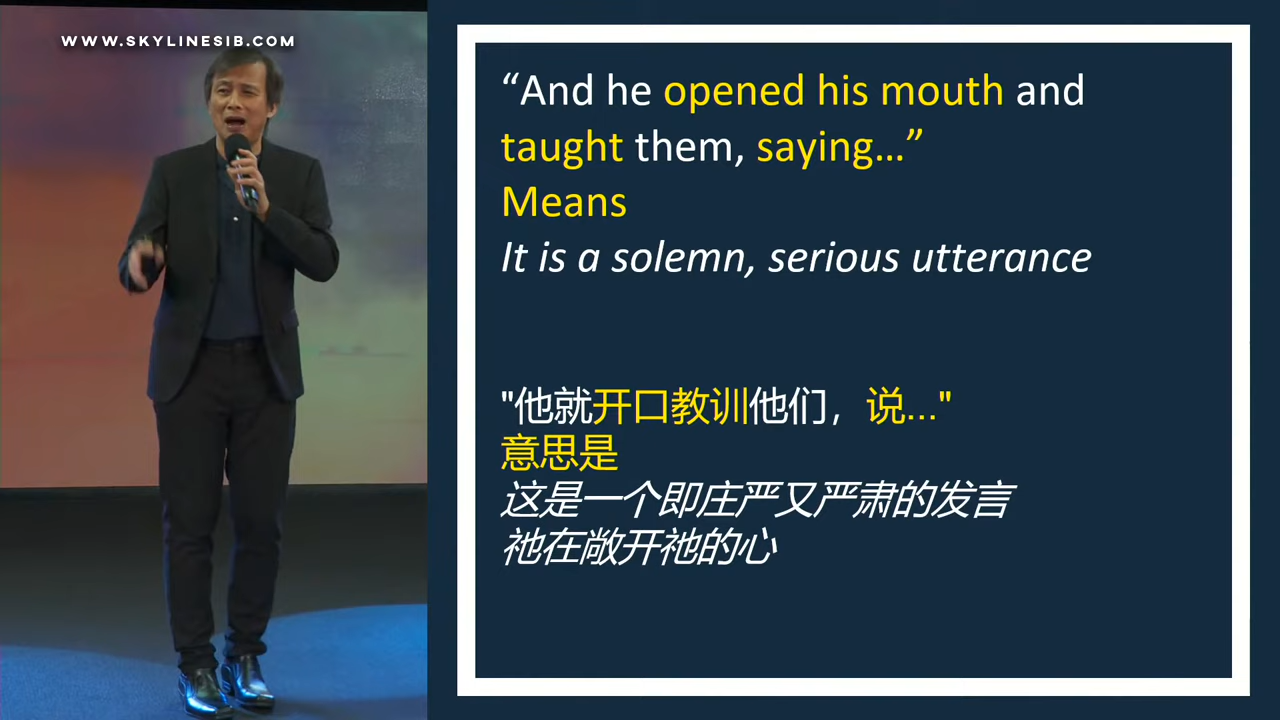 WWW.SKYLINESIB.COM
“And he opened his mouth and
taught them, saying…”
Means
It is a solemn, serious utterance
"他就开口教训他们，说..."
意思是
这是一个即庄严又严肃的发言
祂在敞开祂的心